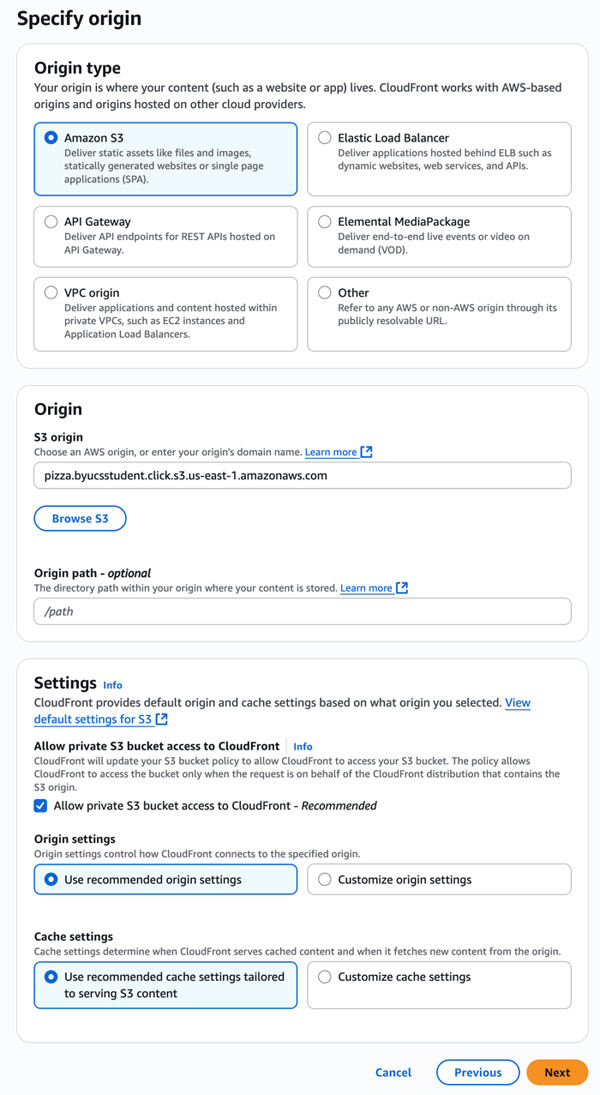 Specify origin
Origin type
Your origin is where your content (such as a website or app) lives. CloudFront works with AWS-based
origins and origins hosted on other cloud providers.
Amazon S3
Deliver static assets like files and images,
statically generated websites or single page
applications (SPA).
Elastic Load Balancer
Deliver applications hosted behind ELB such as
dynamic websites, web services, and APIs.
API Gateway
Deliver API endpoints for REST APIs hosted on
API Gateway.
Elemental MediaPackage
Deliver end-to-end live events or video on
demand (VOD).
VPC origin
Deliver applications and content hosted within
private VPCs, such as EC2 instances and
Application Load Balancers.
Other
Refer to any AWS or non-AWS origin through its
publicly resolvable URL.
Origin
S3 origin
Choose an AWS origin, or enter your origin's domain name. Learn more
pizza.byucsstudent.click.s3.us-east-1.amazonaws.com
Browse S3
Origin path - optional
The directory path within your origin where your content is stored. Learn more
/path
Settings Info
CloudFront provides default origin and cache settings based on what origin you selected. View
default settings for S3
Allow private S3 bucket access to CloudFront Info
CloudFront will update your S3 bucket policy to allow CloudFront to access your S3 bucket. The policy allows
CloudFront to access the bucket only when the request is on behalf of the CloudFront distribution that contains the
S3 origin.
Allow private S3 bucket access to CloudFront - Recommended
Origin settings
Origin settings control how CloudFront connects to the specified origin.
Use recommended origin settings
Customize origin settings
Cache settings
Cache settings determine when CloudFront serves cached content and when it fetches new content from the origin.
Use recommended cache settings tailored
to serving S3 content
Customize cache settings
Cancel
Previous
Next